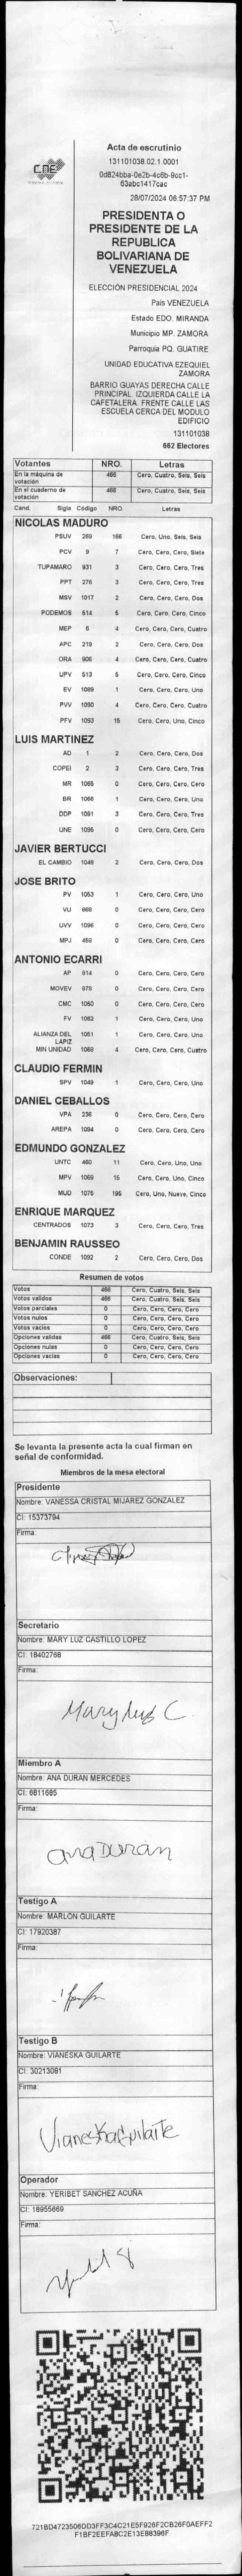 CNE
Acta de escrutinio
131101038.02.1.0001
0d824bba-0e2b-4c6b-9cc1-
63abc1417cac
28/07/2024 06:57:37 PM
PRESIDENTA O
PRESIDENTE DE LA
REPUBLICA
BOLIVARIANA DE
VENEZUELA
ELECCIÓN PRESIDENCIAL 2024
Pais VENEZUELA
Estado EDO. MIRANDA
Municipio MP. ZAMORA
Parroquia PQ. GUATIRE
UNIDAD EDUCATIVA EZEQUIEL
ZAMORA
BARRIO GUAYAS DERECHA CALLE
PRINCIPAL. IZQUIERDA CALLE LA
CAFETALERA. FRENTE CALLE LAS
ESCUELA CERCA DEL MODULO
EDIFICIO
131101038
662 Electores
Votantes NRO. Letras
En la máquina de votación 466 Cero, Cuatro, Seis, Seis
En el cuaderno de votación 466 Cero, Cuatro, Seis, Seis
Cand. Sigla Código NRO. Letras
NICOLAS MADURO
PSUV 269 166 Cero, Uno, Seis, Seis
PCV 9 7 Cero, Cero, Cero, Siete
TUPAMARO 931 3 Cero, Cero, Cero, Tres
PPT 276 3 Cero, Cero, Cero, Tres
MSV 1017 2 Cero, Cero, Cero, Dos
PODEMOS 514 5 Cero, Cero, Cero, Cinco
MEP 6 4 Cero, Cero, Cero, Cuatro
APC 219 2 Cero, Cero, Cero, Dos
ORA 906 4 Cero, Cero, Cero, Cuatro
UPV 513 5 Cero, Cero, Cero, Cinco
EV 1089 1 Cero, Cero, Cero, Uno
PVV 1090 4 Cero, Cero, Cero, Cuatro
PFV 1093 15 Cero, Cero, Uno, Cinco
LUIS MARTINEZ
AD 1 2 Cero, Cero, Cero, Dos
COPEI 2 3 Cero, Cero, Cero, Tres
MR 1065 0 Cero, Cero, Cero, Cero
BR 1066 1 Cero, Cero, Cero, Uno
DDP 1091 3 Cero, Cero, Cero, Tres
UNE 1095 0 Cero, Cero, Cero, Cero
JAVIER BERTUCCI
EL CAMBIO 1048 2 Cero, Cero, Cero, Dos
JOSE BRITO
PV 1053 1 Cero, Cero, Cero, Uno
VU 868 0 Cero, Cero, Cero, Cero
UVV 1096 0 Cero, Cero, Cero, Cero
MPJ 459 0 Cero, Cero, Cero, Cero
ANTONIO ECARRI
AP 814 0 Cero, Cero, Cero, Cero
MOVEV 878 0 Cero, Cero, Cero, Cero
CMC 1050 0 Cero, Cero, Cero, Cero
FV 1062 1 Cero, Cero, Cero, Uno
ALIANZA DEL LAPIZ 1051 1 Cero, Cero, Cero, Uno
MIN UNIDAD 1068 4 Cero, Cero, Cero, Cuatro
CLAUDIO FERMIN
SPV 1049 1 Cero, Cero, Cero, Uno
DANIEL CEBALLOS
VPA 236 0 Cero, Cero, Cero, Cero
AREPA 1094 0 Cero, Cero, Cero, Cero
EDMUNDO GONZALEZ
UNTC 460 11 Cero, Cero, Uno, Uno
MPV 1069 15 Cero, Cero, Uno, Cinco
MUD 1075 195 Cero, Uno, Nueve, Cinco
ENRIQUE MARQUEZ
CENTRADOS 1073 3 Cero, Cero, Cero, Tres
BENJAMIN RAUSSEO
CONDE 1092 2 Cero, Cero, Cero, Dos
Resumen de votos
Votos 466 Cero, Cuatro, Seis, Seis
Votos validos 466 Cero, Cuatro, Seis, Seis
Votos parciales 0 Cero, Cero, Cero, Cero
Votos nulos 0 Cero, Cero, Cero, Cero
Votos vacios 0 Cero, Cero, Cero, Cero
Opciones validas 466 Cero, Cuatro, Seis, Seis
Opciones nulas 0 Cero, Cero, Cero, Cero
Opciones vacias 0 Cero, Cero, Cero, Cero
Observaciones:
Se levanta la presente acta la cual firman en
señal de conformidad.
Miembros de la mesa electoral
Presidente
Nombre: VANESSA CRISTAL MIJAREZ GONZALEZ
CI: 15373794
Firma:
Secretario
Nombre: MARY LUZ CASTILLO LOPEZ
CI: 18402768
Firma:
Mary luz C.
Miembro A
Nombre: ANA DURAN MERCEDES
CI: 6811685
Firma:
ana Duran
Testigo A
Nombre: MARLON GUILARTE
CI: 17920387
Firma:
Testigo B
Nombre: VIANESKA GUILARTE
CI: 30213081
Firma:
Vianeska Guilarte
Operador
Nombre: YERIBET SANCHEZ ACUÑA
CI: 18955669
Firma:
721BD4723506DD3FF3C4C21E5F926F2CB26F0AEFF2
F1BF2EEFA8C2E13E88396F